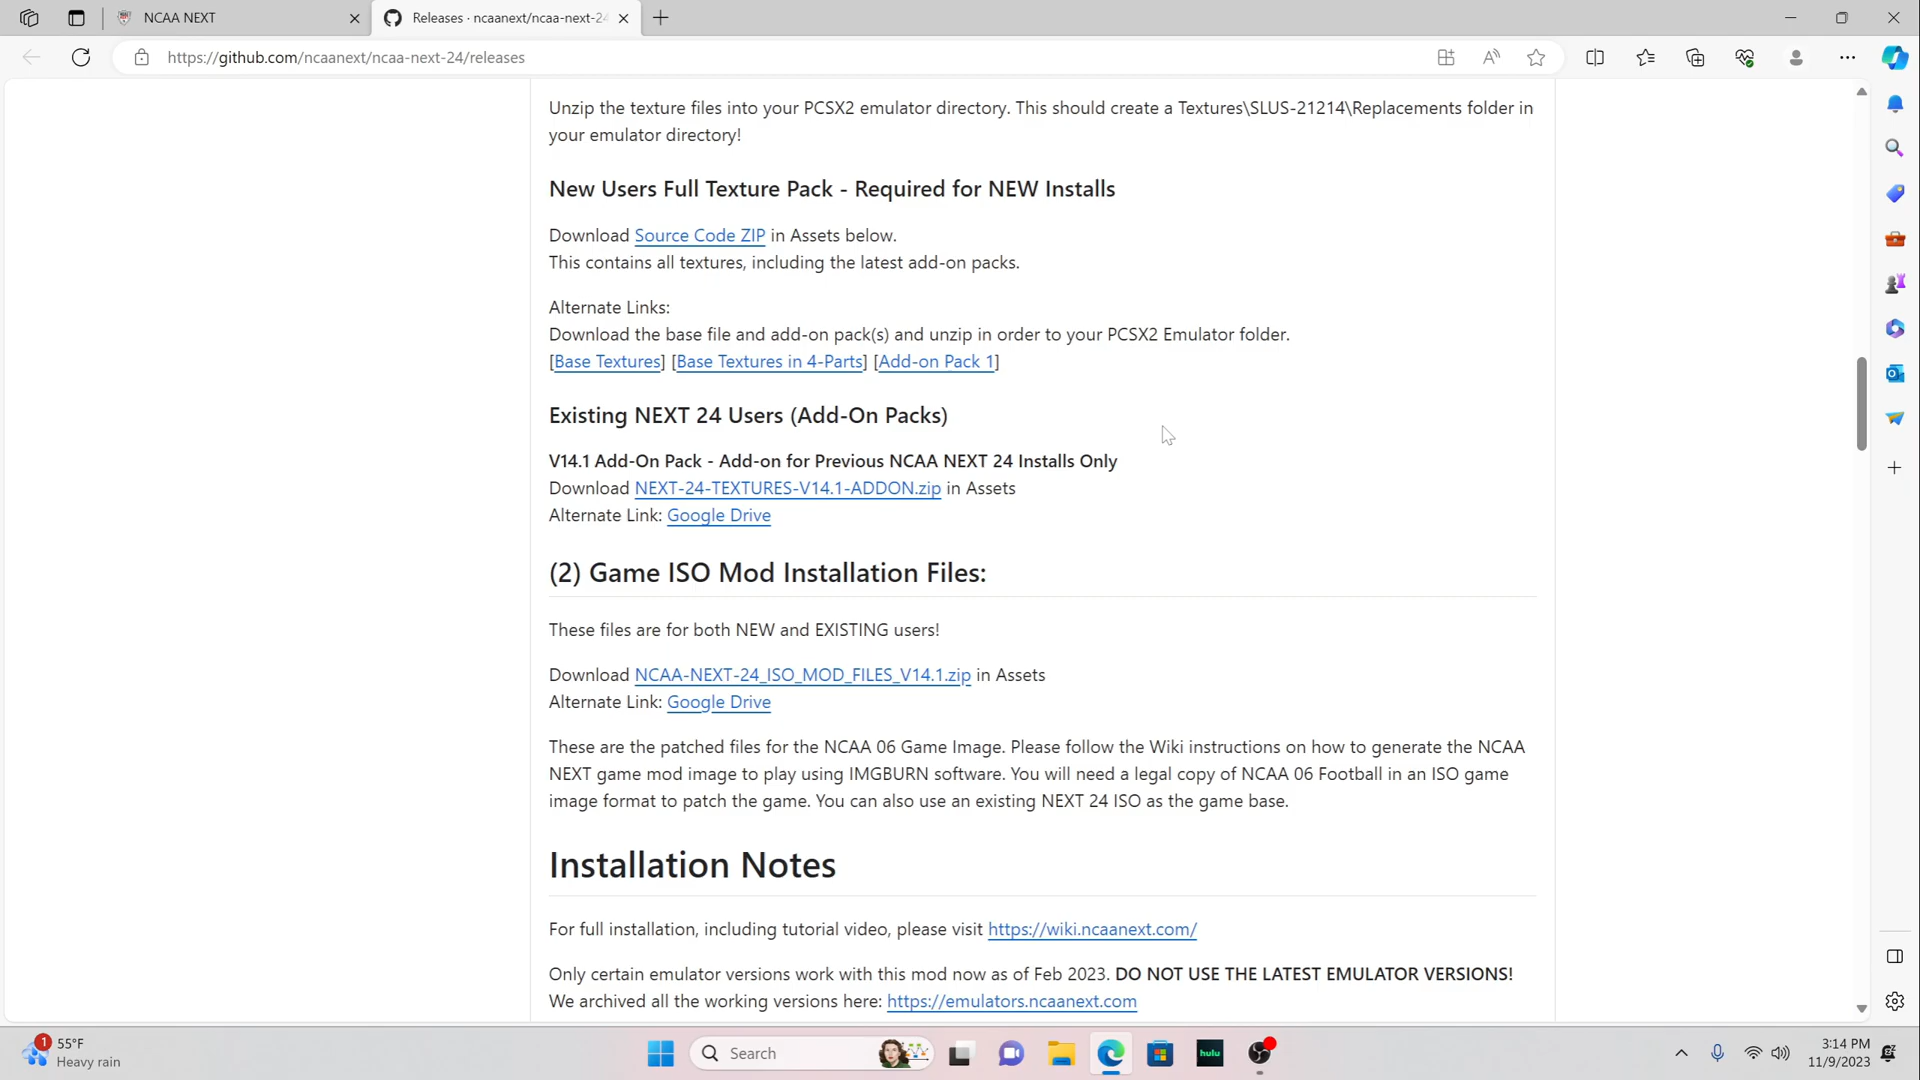 NCAA NEXT
Releases · ncaanext/ncaa-next-24
https://github.com/ncaanext/ncaa-next-24/releases
Unzip the texture files into your PCSX2 emulator directory. This should create a Textures\SLUS-21214\Replacements folder in
your emulator directory!
New Users Full Texture Pack - Required for NEW Installs
Download Source Code ZIP in Assets below.
This contains all textures, including the latest add-on packs.
Alternate Links:
Download the base file and add-on pack(s) and unzip in order to your PCSX2 Emulator folder.
[Base Textures] [Base Textures in 4-Parts] [Add-on Pack 1]
Existing NEXT 24 Users (Add-On Packs)
V14.1 Add-On Pack - Add-on for Previous NCAA NEXT 24 Installs Only
Download NEXT-24-TEXTURES-V14.1-ADDON.zip in Assets
Alternate Link: Google Drive
(2) Game ISO Mod Installation Files:
These files are for both NEW and EXISTING users!
Download NCAA-NEXT-24_ISO_MOD_FILES_V14.1.zip in Assets
Alternate Link: Google Drive
These are the patched files for the NCAA 06 Game Image. Please follow the Wiki instructions on how to generate the NCAA
NEXT game mod image to play using IMGBURN software. You will need a legal copy of NCAA 06 Football in an ISO game
image format to patch the game. You can also use an existing NEXT 24 ISO as the game base.
Installation Notes
For full installation, including tutorial video, please visit https://wiki.ncaanext.com/
Only certain emulator versions work with this mod now as of Feb 2023. DO NOT USE THE LATEST EMULATOR VERSIONS!
We archived all the working versions here: https://emulators.ncaanext.com
1
55°F
Heavy rain
Search
hulu
3:14 PM
11/9/2023